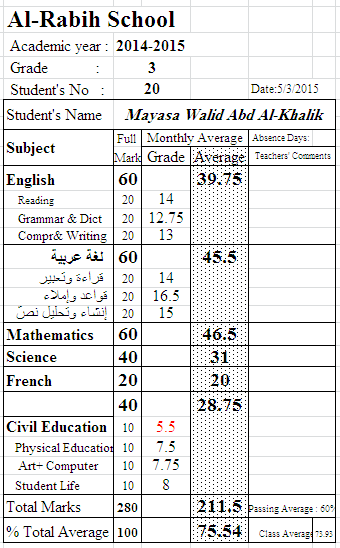 Al-Rabih School
Academic year : 2014-2015
Grade : 3
Student's No : 20 Date:5/3/2015
Student's Name Mayasa Walid Abd Al-Khalik
Subject Full Mark Monthly Average Absence Days:
Grade Average Teachers' Comments
English 60 39.75
Reading 20 14
Grammar & Dict 20 12.75
Compr& Writing 20 13
لغة عربية 60 45.5
قراءة وتعبير 20 14
قواعد وإملاء 20 16.5
إنشاء وتحليل نصّ 20 15
Mathematics 60 46.5
Science 40 31
French 20 20
40 28.75
Civil Education 10 5.5
Physical Education 10 7.5
Art+ Computer 10 7.75
Student Life 10 8
Total Marks 280 211.5 Passing Average : 60%
% Total Average 100 75.54 Class Average 73.93